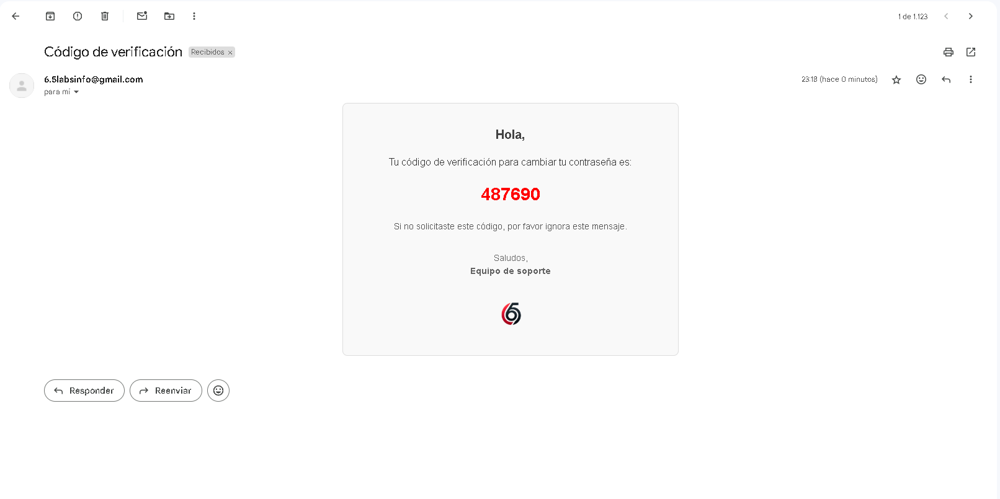 1 de 1.123
Código de verificación
Recibidos ×
6.5labsinfo@gmail.com
23:18 (hace 0 minutos)
para mí
Hola,
Tu código de verificación para cambiar tu contraseña es:
487690
Si no solicitaste este código, por favor ignora este mensaje.
Saludos,
Equipo de soporte
65
Responder
Reenviar